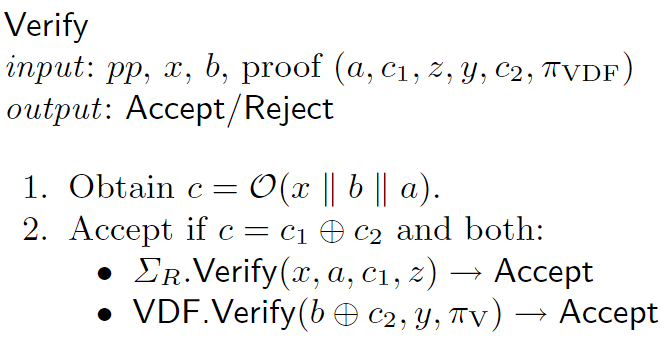 Verify
input: pp, x, b, proof (a, c₁, z, y, c₂, π_VDF)
output: Accept/Reject
1. Obtain c = 𝒪(x ∥ b ∥ a).
2. Accept if c = c₁ ⊕ c₂ and both:
• Σ_R.Verify(x, a, c₁, z) → Accept
• VDF.Verify(b ⊕ c₂, y, π_V) → Accept